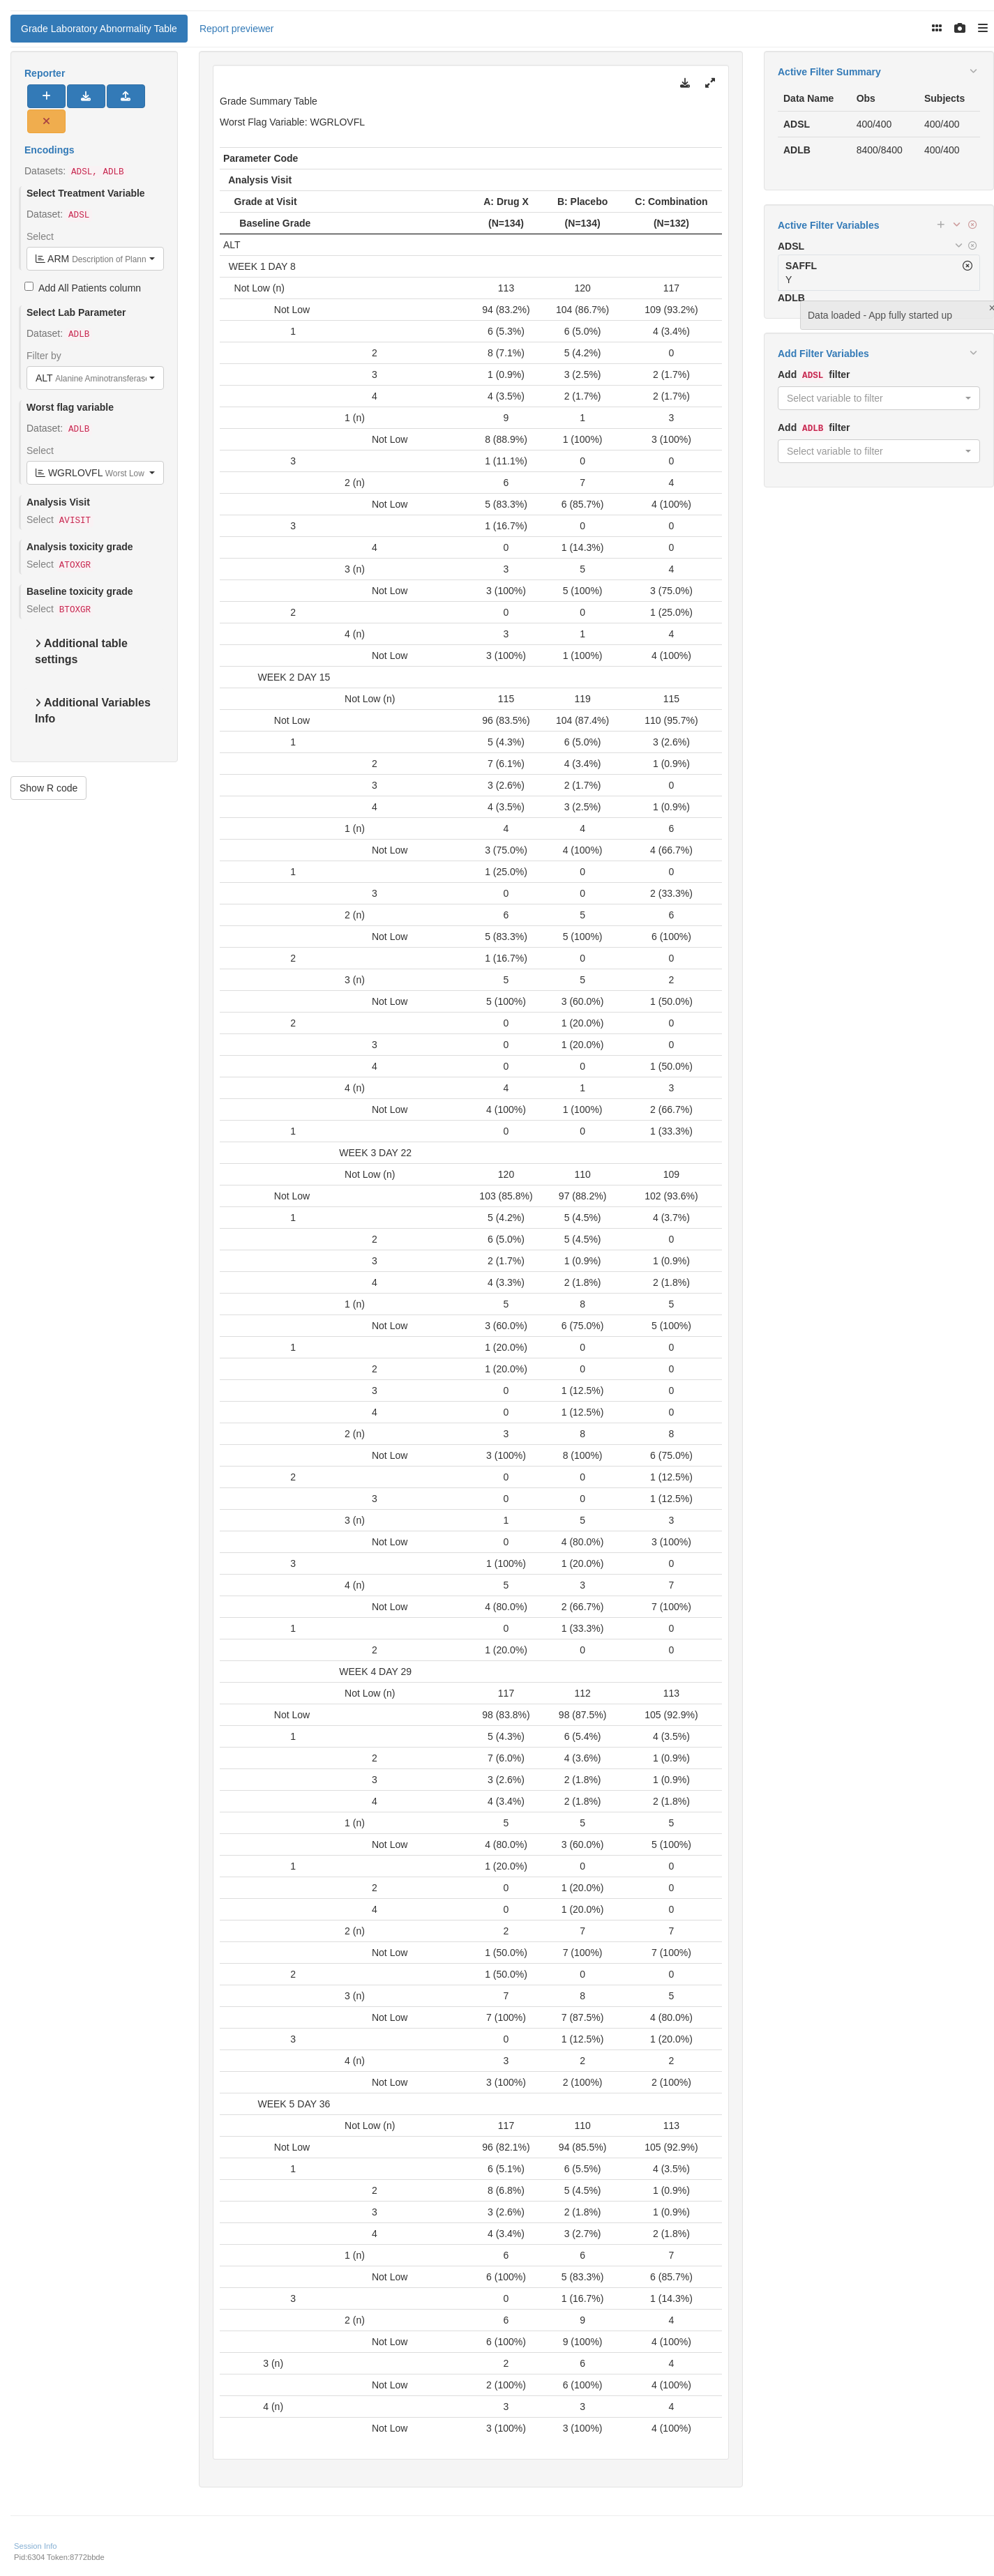 Grade Laboratory Abnormality Table
Report previewer
Reporter
Encodings
Datasets: ADSL, ADLB
Select Treatment Variable
Dataset: ADSL
Select
ARM Description of Plann
Add All Patients column
Select Lab Parameter
Dataset: ADLB
Filter by
ALT Alanine Aminotransferase
Worst flag variable
Dataset: ADLB
Select
WGRLOVFL Worst Low
Analysis Visit
Select AVISIT
Analysis toxicity grade
Select ATOXGR
Baseline toxicity grade
Select BTOXGR
Additional table
settings
Additional Variables
Info
Show R code
Grade Summary Table
Worst Flag Variable: WGRLOVFL
Parameter Code
Analysis Visit
Grade at Visit A: Drug X B: Placebo C: Combination
Baseline Grade (N=134) (N=134) (N=132)
ALT
WEEK 1 DAY 8
Not Low (n) 113 120 117
Not Low 94 (83.2%) 104 (86.7%) 109 (93.2%)
1 6 (5.3%) 6 (5.0%) 4 (3.4%)
2 8 (7.1%) 5 (4.2%) 0
3 1 (0.9%) 3 (2.5%) 2 (1.7%)
4 4 (3.5%) 2 (1.7%) 2 (1.7%)
1 (n) 9 1 3
Not Low 8 (88.9%) 1 (100%) 3 (100%)
3 1 (11.1%) 0 0
2 (n) 6 7 4
Not Low 5 (83.3%) 6 (85.7%) 4 (100%)
3 1 (16.7%) 0 0
4 0 1 (14.3%) 0
3 (n) 3 5 4
Not Low 3 (100%) 5 (100%) 3 (75.0%)
2 0 0 1 (25.0%)
4 (n) 3 1 4
Not Low 3 (100%) 1 (100%) 4 (100%)
WEEK 2 DAY 15
Not Low (n) 115 119 115
Not Low 96 (83.5%) 104 (87.4%) 110 (95.7%)
1 5 (4.3%) 6 (5.0%) 3 (2.6%)
2 7 (6.1%) 4 (3.4%) 1 (0.9%)
3 3 (2.6%) 2 (1.7%) 0
4 4 (3.5%) 3 (2.5%) 1 (0.9%)
1 (n) 4 4 6
Not Low 3 (75.0%) 4 (100%) 4 (66.7%)
1 1 (25.0%) 0 0
3 0 0 2 (33.3%)
2 (n) 6 5 6
Not Low 5 (83.3%) 5 (100%) 6 (100%)
2 1 (16.7%) 0 0
3 (n) 5 5 2
Not Low 5 (100%) 3 (60.0%) 1 (50.0%)
2 0 1 (20.0%) 0
3 0 1 (20.0%) 0
4 0 0 1 (50.0%)
4 (n) 4 1 3
Not Low 4 (100%) 1 (100%) 2 (66.7%)
1 0 0 1 (33.3%)
WEEK 3 DAY 22
Not Low (n) 120 110 109
Not Low 103 (85.8%) 97 (88.2%) 102 (93.6%)
1 5 (4.2%) 5 (4.5%) 4 (3.7%)
2 6 (5.0%) 5 (4.5%) 0
3 2 (1.7%) 1 (0.9%) 1 (0.9%)
4 4 (3.3%) 2 (1.8%) 2 (1.8%)
1 (n) 5 8 5
Not Low 3 (60.0%) 6 (75.0%) 5 (100%)
1 1 (20.0%) 0 0
2 1 (20.0%) 0 0
3 0 1 (12.5%) 0
4 0 1 (12.5%) 0
2 (n) 3 8 8
Not Low 3 (100%) 8 (100%) 6 (75.0%)
2 0 0 1 (12.5%)
3 0 0 1 (12.5%)
3 (n) 1 5 3
Not Low 0 4 (80.0%) 3 (100%)
3 1 (100%) 1 (20.0%) 0
4 (n) 5 3 7
Not Low 4 (80.0%) 2 (66.7%) 7 (100%)
1 0 1 (33.3%) 0
2 1 (20.0%) 0 0
WEEK 4 DAY 29
Not Low (n) 117 112 113
Not Low 98 (83.8%) 98 (87.5%) 105 (92.9%)
1 5 (4.3%) 6 (5.4%) 4 (3.5%)
2 7 (6.0%) 4 (3.6%) 1 (0.9%)
3 3 (2.6%) 2 (1.8%) 1 (0.9%)
4 4 (3.4%) 2 (1.8%) 2 (1.8%)
1 (n) 5 5 5
Not Low 4 (80.0%) 3 (60.0%) 5 (100%)
1 1 (20.0%) 0 0
2 0 1 (20.0%) 0
4 0 1 (20.0%) 0
2 (n) 2 7 7
Not Low 1 (50.0%) 7 (100%) 7 (100%)
2 1 (50.0%) 0 0
3 (n) 7 8 5
Not Low 7 (100%) 7 (87.5%) 4 (80.0%)
3 0 1 (12.5%) 1 (20.0%)
4 (n) 3 2 2
Not Low 3 (100%) 2 (100%) 2 (100%)
WEEK 5 DAY 36
Not Low (n) 117 110 113
Not Low 96 (82.1%) 94 (85.5%) 105 (92.9%)
1 6 (5.1%) 6 (5.5%) 4 (3.5%)
2 8 (6.8%) 5 (4.5%) 1 (0.9%)
3 3 (2.6%) 2 (1.8%) 1 (0.9%)
4 4 (3.4%) 3 (2.7%) 2 (1.8%)
1 (n) 6 6 7
Not Low 6 (100%) 5 (83.3%) 6 (85.7%)
3 0 1 (16.7%) 1 (14.3%)
2 (n) 6 9 4
Not Low 6 (100%) 9 (100%) 4 (100%)
3 (n) 2 6 4
Not Low 2 (100%) 6 (100%) 4 (100%)
4 (n) 3 3 4
Not Low 3 (100%) 3 (100%) 4 (100%)
Active Filter Summary
Data Name Obs Subjects
ADSL 400/400 400/400
ADLB 8400/8400 400/400
Active Filter Variables
ADSL
SAFFL
Y
ADLB
Data loaded - App fully started up
×
Add Filter Variables
Add ADSL filter
Select variable to filter
Add ADLB filter
Select variable to filter
Session Info
Pid:6304 Token:8772bbde